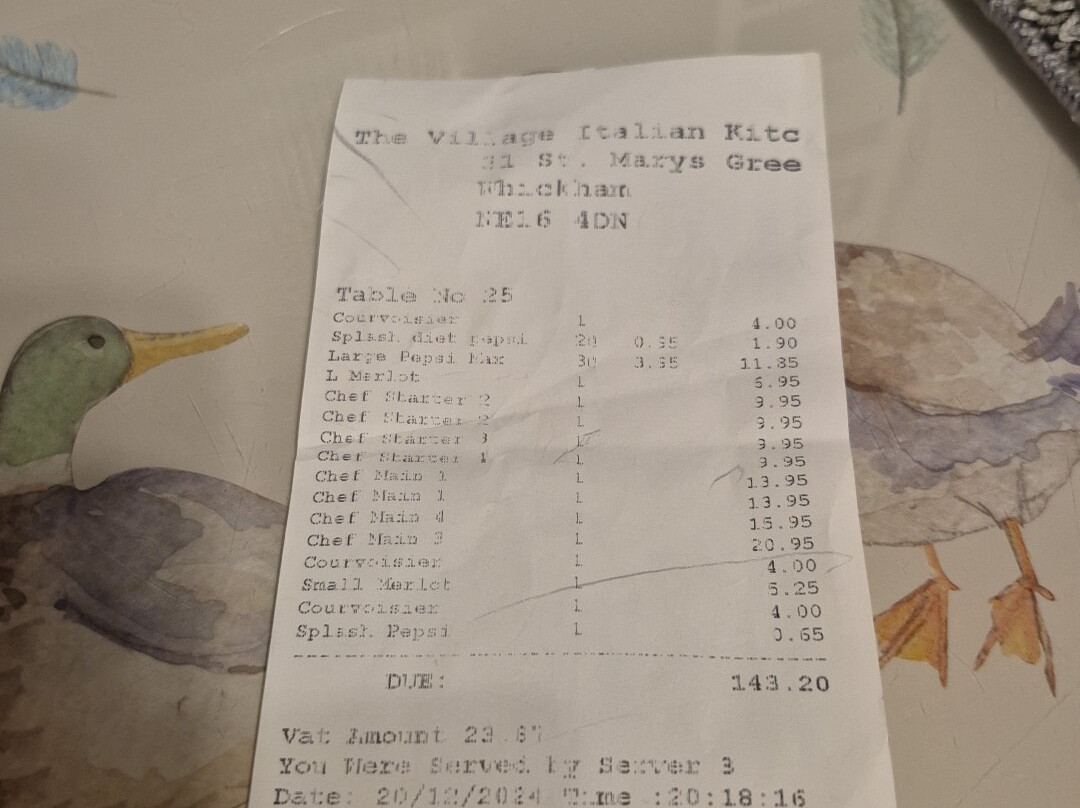 The Village Italian Kitc
31 St. Marys Gree
Whickham
NE16 4DN
Table No 25
Courvoisier 1 4.00
Splash diet pepsi 2@ 0.95 1.90
Large Pepsi Max 3@ 3.95 11.85
L Merlot 1 6.95
Chef Starter 2 1 9.95
Chef Starter 2 1 9.95
Chef Starter 3 1 9.95
Chef Starter 1 9.95
Chef Main 1 1 13.95
Chef Main 1 1 13.95
Chef Main 4 1 15.95
Chef Main 3 1 20.95
Courvoisier 1 4.00
Small Merlot 1 5.25
Courvoisier 1 4.00
Splash Pepsi 1 0.65
DUE: 143.20
Vat Amount 23.87
You Were Served by Server 3
Date: 20/12/2024 Time :20:18:16